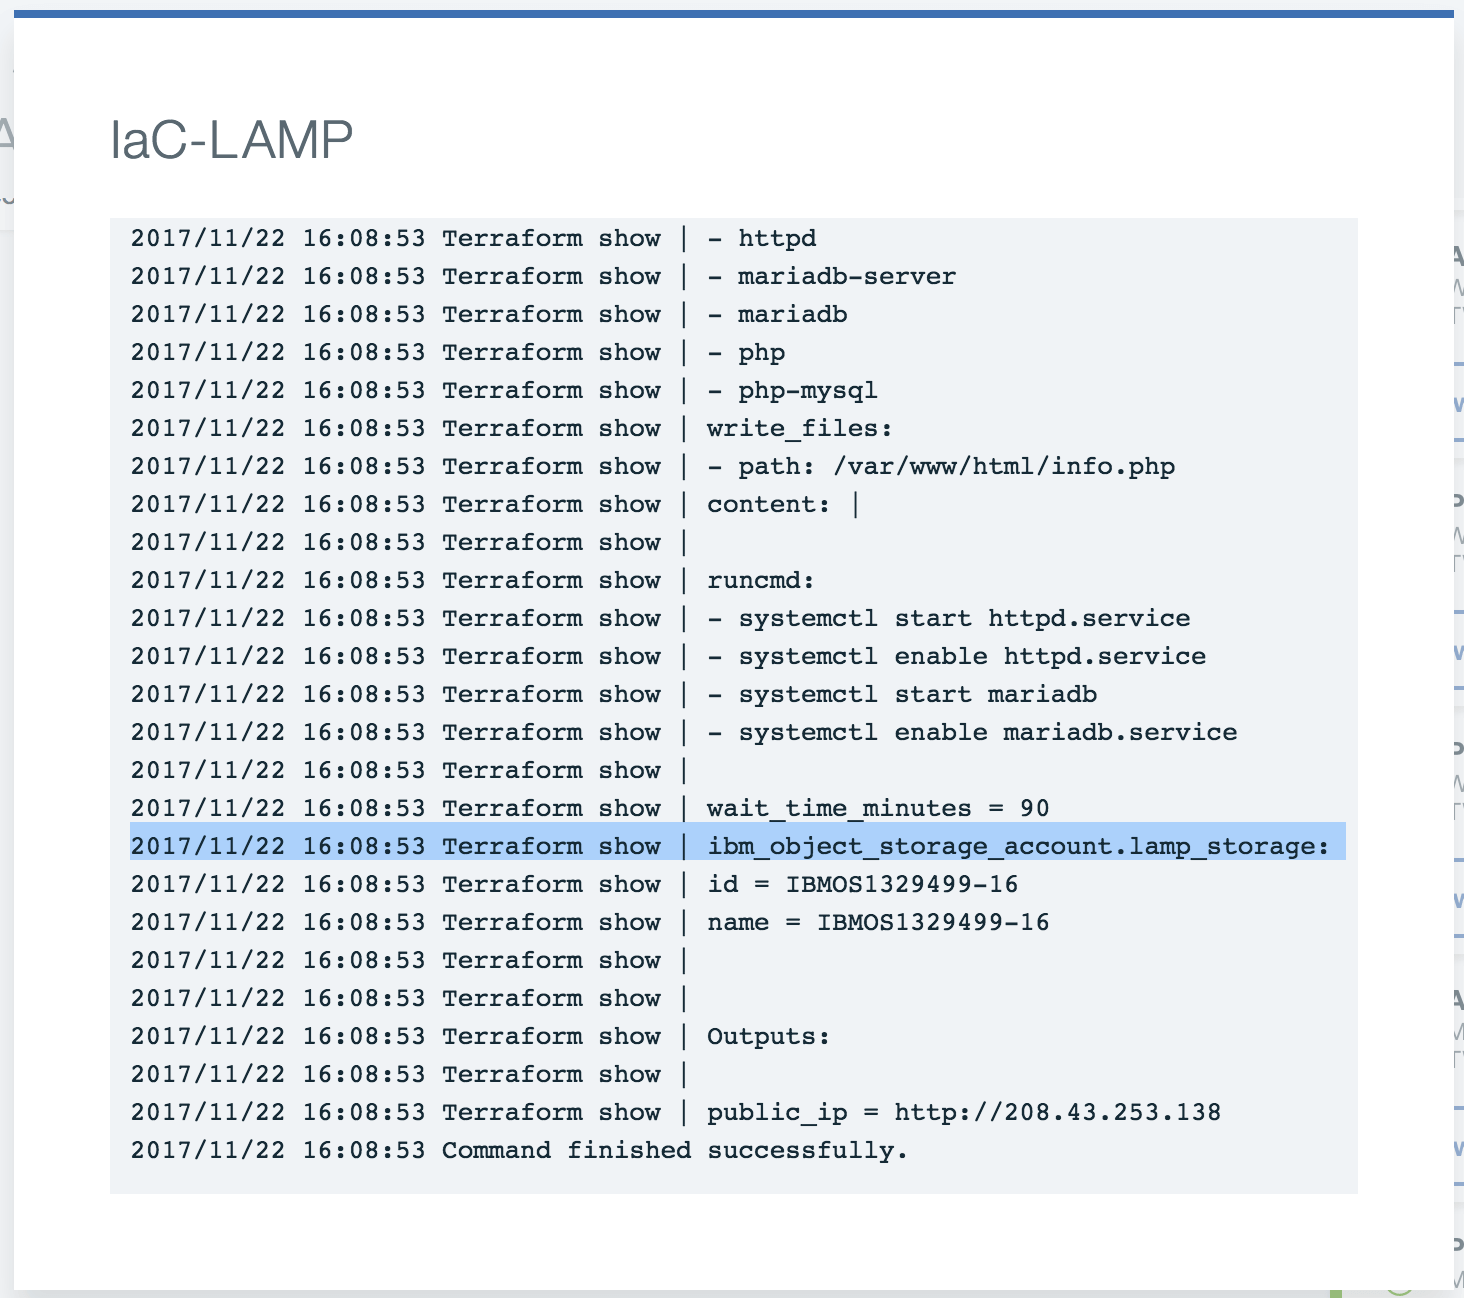 IaC-LAMP
2017/11/22 16:08:53 Terraform show | - httpd
2017/11/22 16:08:53 Terraform show | - mariadb-server
2017/11/22 16:08:53 Terraform show | - mariadb
2017/11/22 16:08:53 Terraform show | - php
2017/11/22 16:08:53 Terraform show | - php-mysql
2017/11/22 16:08:53 Terraform show | write_files:
2017/11/22 16:08:53 Terraform show | - path: /var/www/html/info.php
2017/11/22 16:08:53 Terraform show | content: |
2017/11/22 16:08:53 Terraform show |
2017/11/22 16:08:53 Terraform show | runcmd:
2017/11/22 16:08:53 Terraform show | - systemctl start httpd.service
2017/11/22 16:08:53 Terraform show | - systemctl enable httpd.service
2017/11/22 16:08:53 Terraform show | - systemctl start mariadb
2017/11/22 16:08:53 Terraform show | - systemctl enable mariadb.service
2017/11/22 16:08:53 Terraform show |
2017/11/22 16:08:53 Terraform show | wait_time_minutes = 90
2017/11/22 16:08:53 Terraform show | ibm_object_storage_account.lamp_storage:
2017/11/22 16:08:53 Terraform show | id = IBMOS1329499-16
2017/11/22 16:08:53 Terraform show | name = IBMOS1329499-16
2017/11/22 16:08:53 Terraform show |
2017/11/22 16:08:53 Terraform show |
2017/11/22 16:08:53 Terraform show | Outputs:
2017/11/22 16:08:53 Terraform show |
2017/11/22 16:08:53 Terraform show | public_ip = http://208.43.253.138
2017/11/22 16:08:53 Command finished successfully.